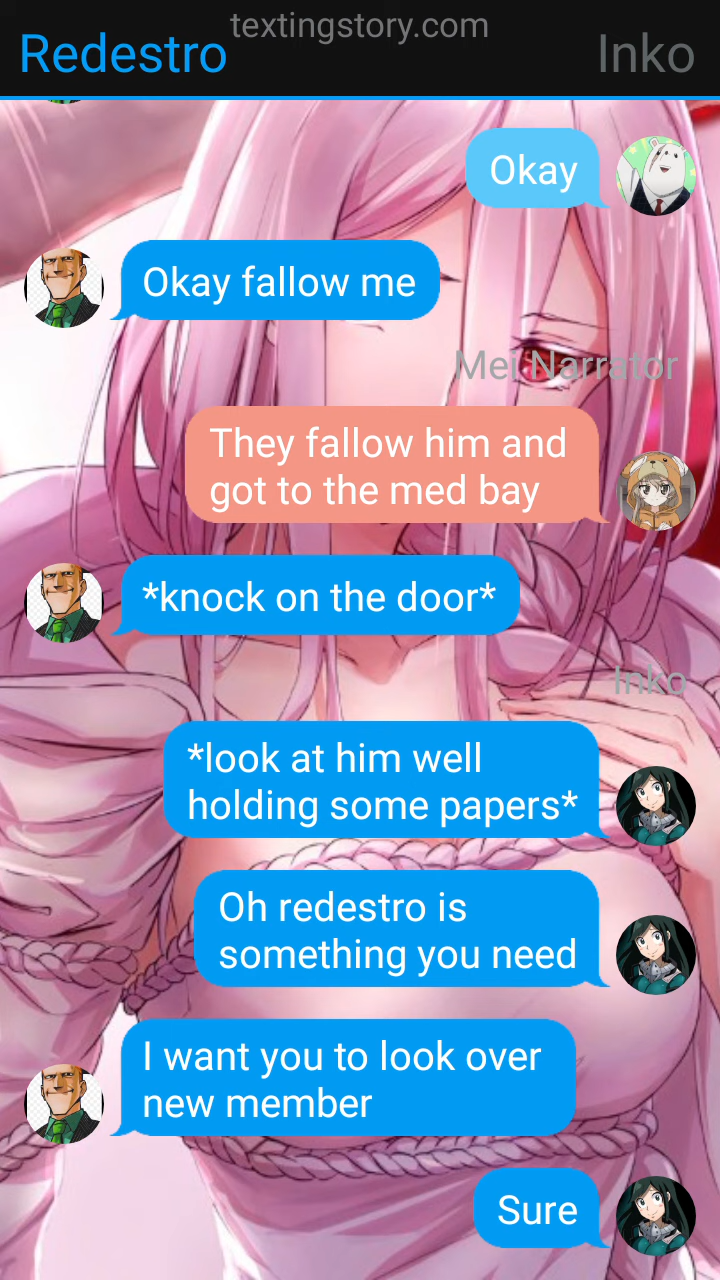 textingstory.com
Redestro
Inko
Okay
Okay fallow me
Mei Narrator
They fallow him and
got to the med bay
*knock on the door*
Inko
*look at him well
holding some papers*
Oh redestro is
something you need
I want you to look over
new member
Sure